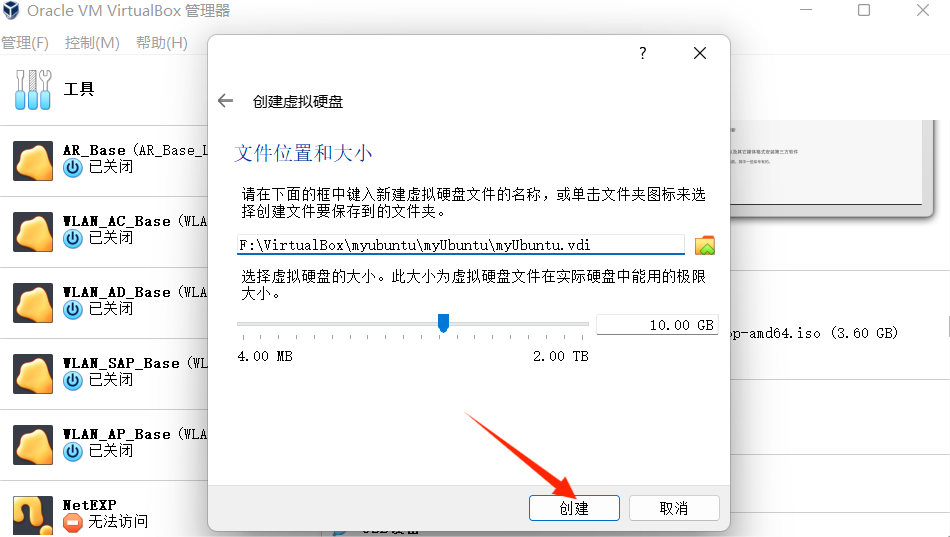 Oracle VM VirtualBox 管理器
管理(F) 控制(M) 帮助(H)
工具
AR_Base (AR_Base_L
已关闭
WLAN_AC_Base (WLA
已关闭
WLAN_AD_Base (WLA
已关闭
WLAN_SAP_Base (WL
已关闭
WLAN_AP_Base (WLA
已关闭
NetEXP
无法访问
?
创建虚拟硬盘
文件位置和大小
请在下面的框中键入新建虚拟硬盘文件的名称，或单击文件夹图标来选
择创建文件要保存到的文件夹。
F:\VirtualBox\myubuntu\myUbuntu\myUbuntu.vdi
选择虚拟硬盘的大小。此大小为虚拟硬盘文件在实际硬盘中能用的极限
大小。
10.00 GB
4.00 MB 2.00 TB
创建 取消
op-amd64.iso (3.60 GB)